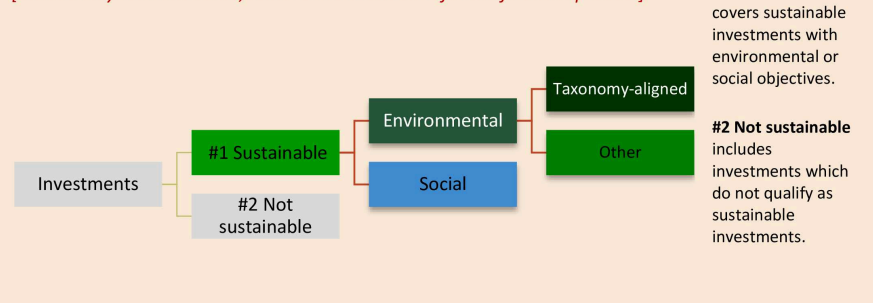 covers sustainable
investments with
environmental or
social objectives.
#2 Not sustainable
includes
investments which
do not qualify as
sustainable
investments.
Investments
#1 Sustainable
#2 Not
sustainable
Environmental
Social
Taxonomy-aligned
Other